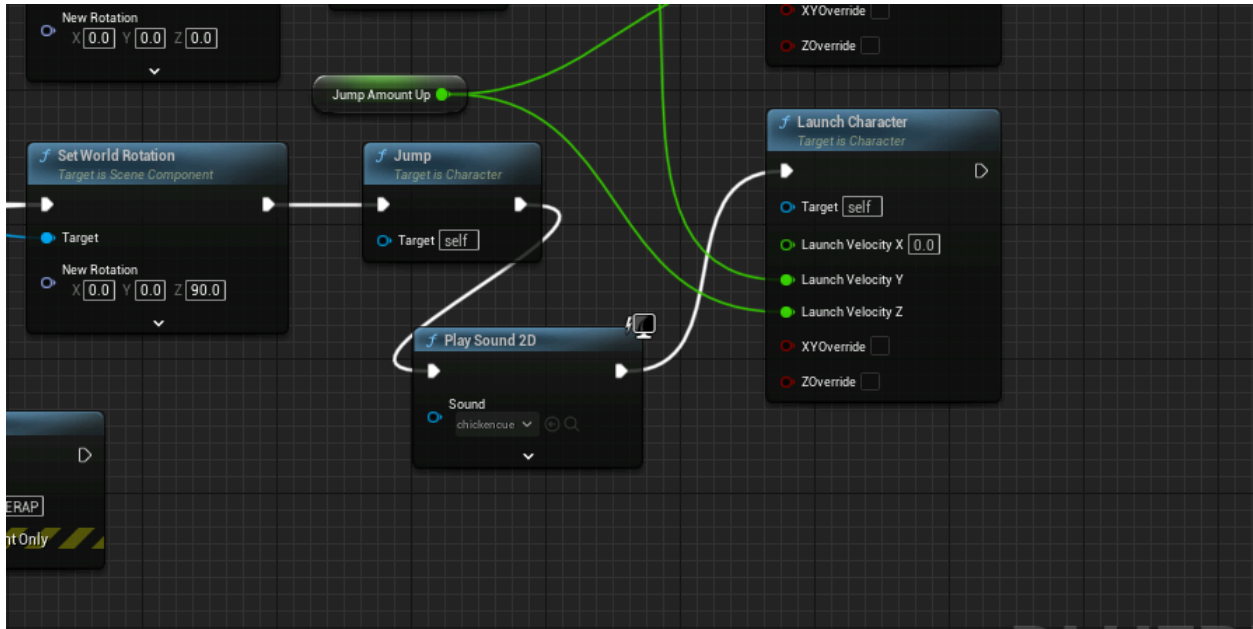 New Rotation
X 0.0 Y 0.0 Z 0.0
XYOverride
ZOverride
Jump Amount Up
f Set World Rotation
Target is Scene Component
Target
New Rotation
X 0.0 Y 0.0 Z 90.0
f Jump
Target is Character
Target self
f Play Sound 2D
Sound
chickencue
f Launch Character
Target is Character
Target self
Launch Velocity X 0.0
Launch Velocity Y
Launch Velocity Z
XYOverride
ZOverride
ERAP
nt Only